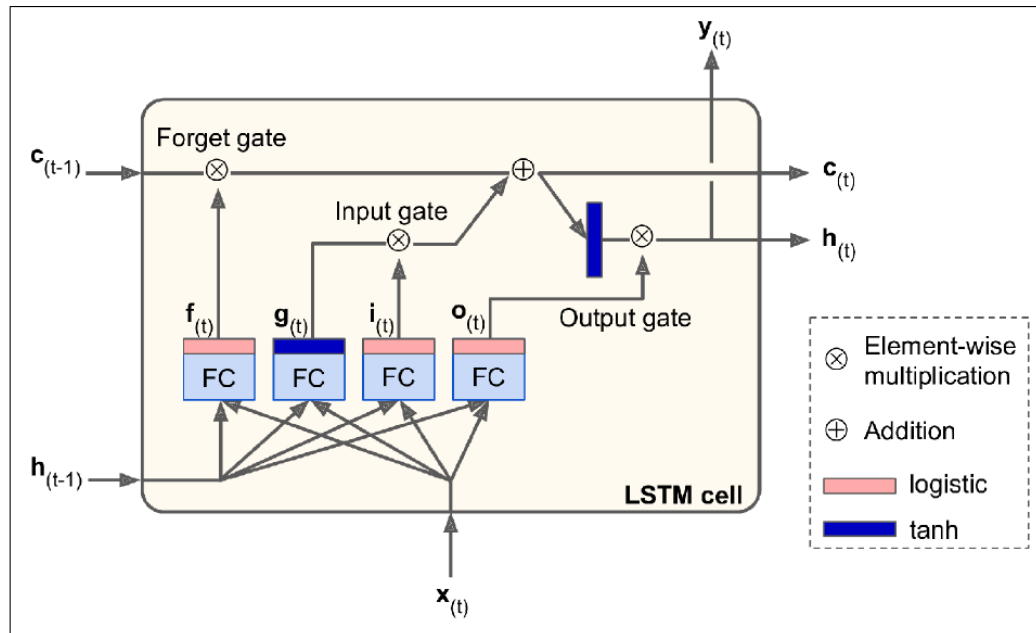 y(t)
Forget gate
c(t-1)
c(t)
Input gate
h(t)
f(t)
g(t)
i(t)
o(t)
Output gate
FC
FC
FC
FC
Element-wise
multiplication
Addition
h(t-1)
LSTM cell
logistic
tanh
x(t)